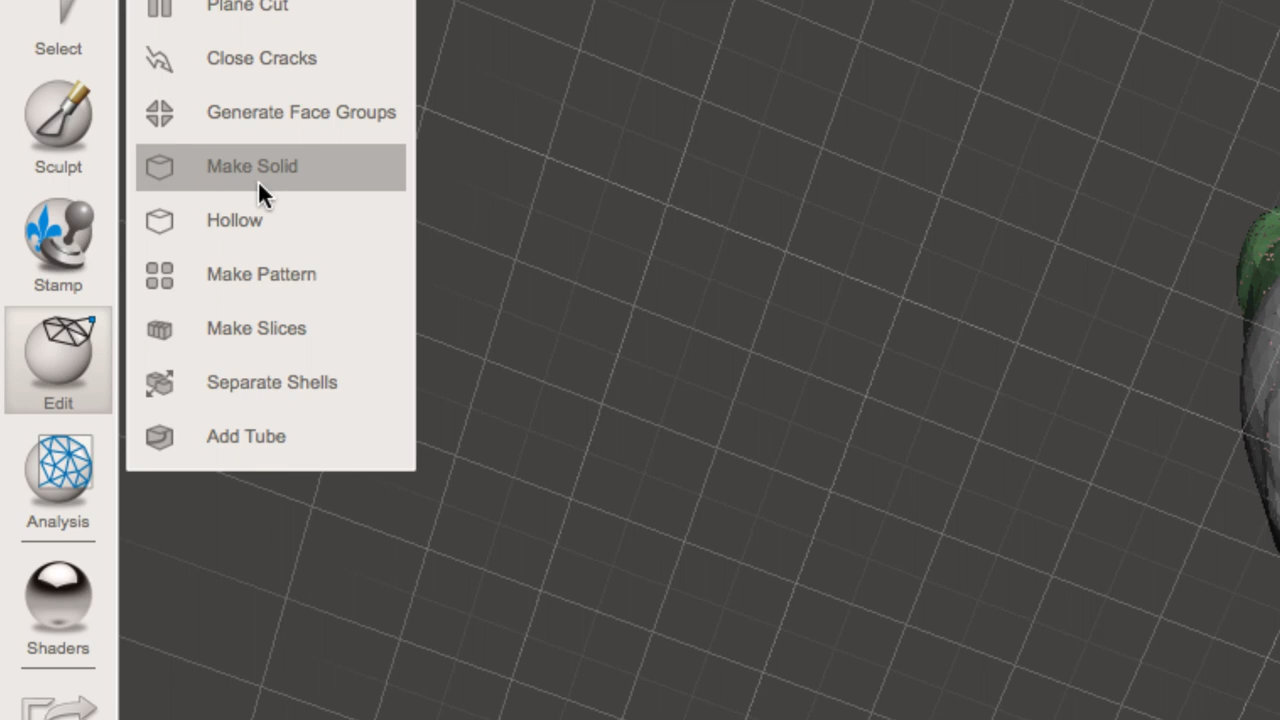 Select
Sculpt
Stamp
Edit
Analysis
Shaders
Plane Cut
Close Cracks
Generate Face Groups
Make Solid
Hollow
Make Pattern
Make Slices
Separate Shells
Add Tube